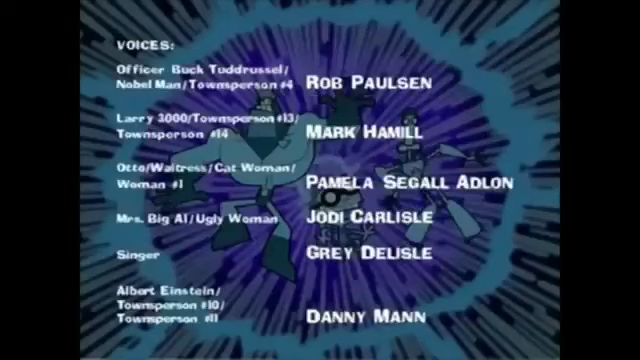 VOICES:
Officer Buck Tuddrussel/
Nobel Man/Townsperson #4 ROB PAULSEN
Larry 3000/Townsperson #13/
Townsperson #14 MARK HAMILL
Otto/Waitress/Cat Woman/
Woman #1 PAMELA SEGALL ADLON
Mrs. Big Al/Ugly Woman JODI CARLISLE
Singer GREY DELISLE
Albert Einstein/
Townsperson #10/
Townsperson #11 DANNY MANN